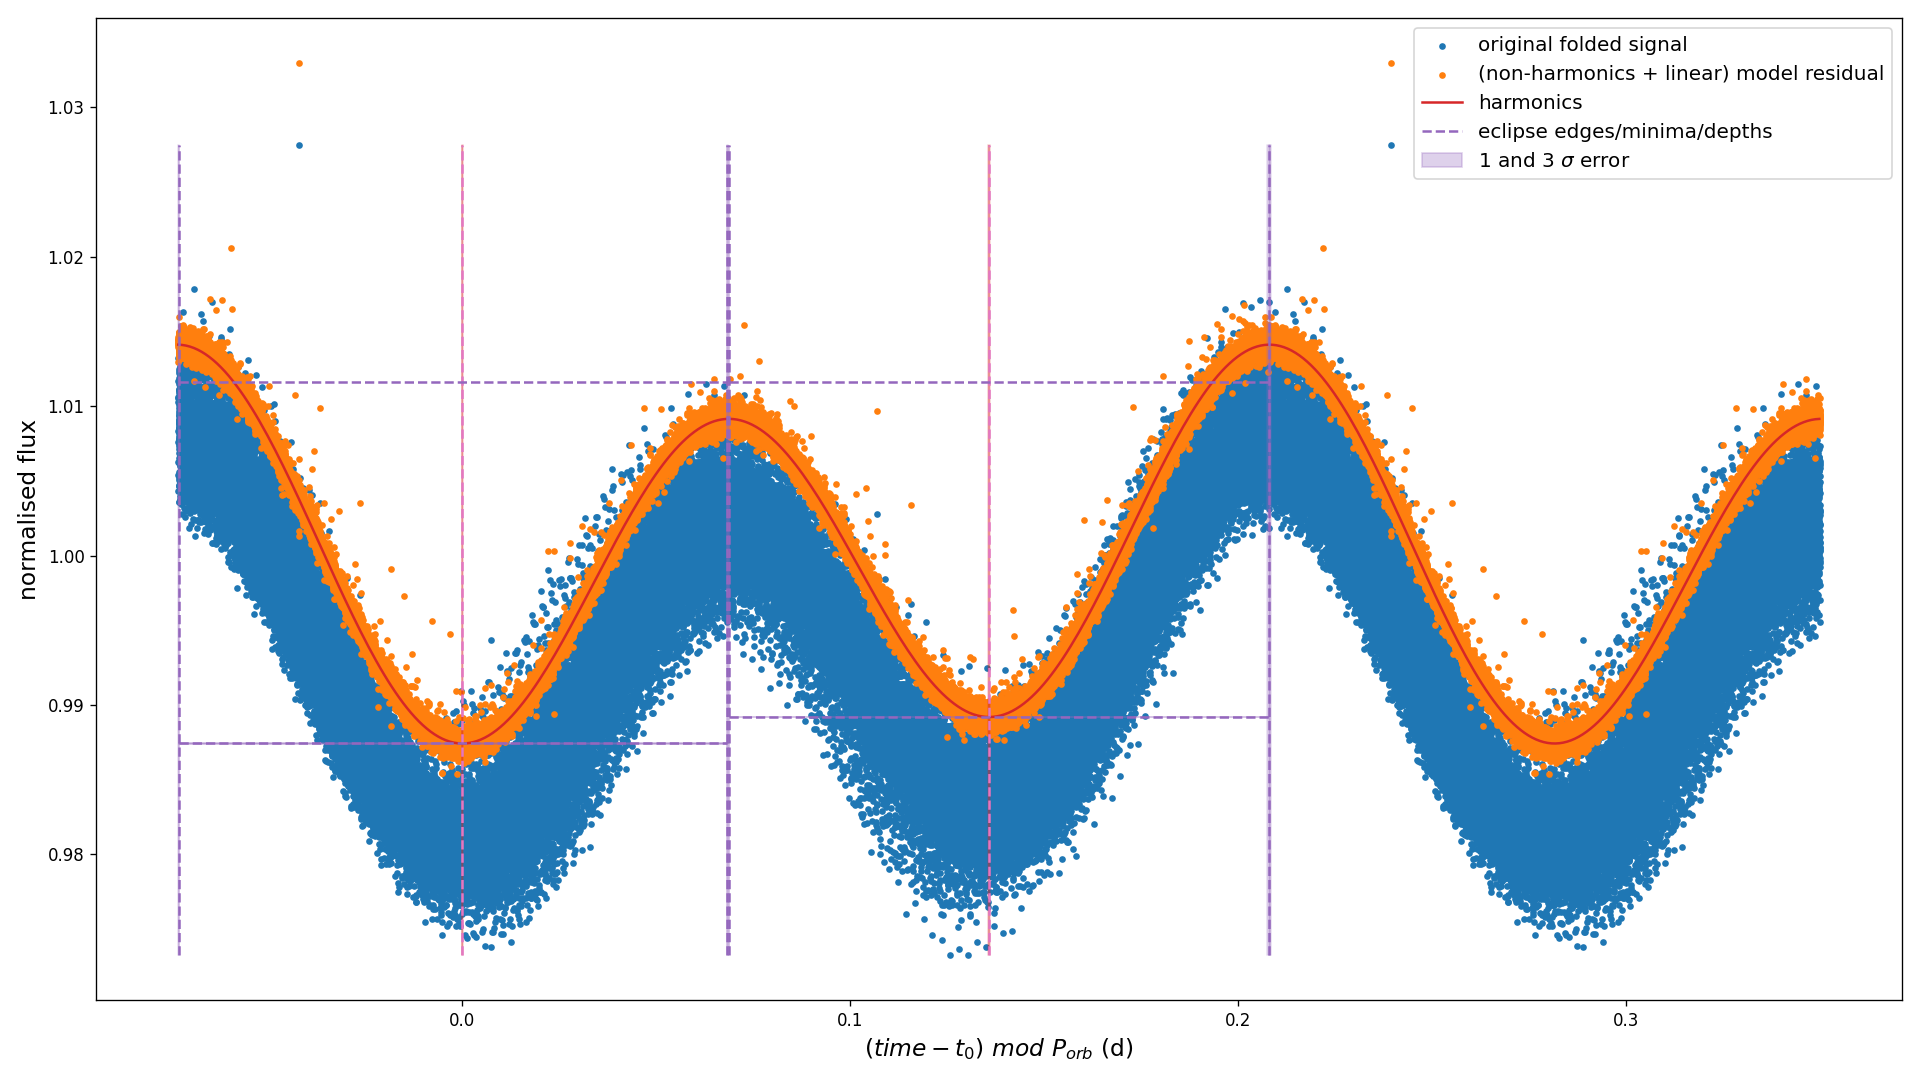 original folded signal
(non-harmonics + linear) model residual
harmonics
eclipse edges/minima/depths
1 and 3 σ error
normalised flux
1.03
1.02
1.01
1.00
0.99
0.98
0.0
0.1
0.2
0.3
(time − t₀) mod P_orb (d)